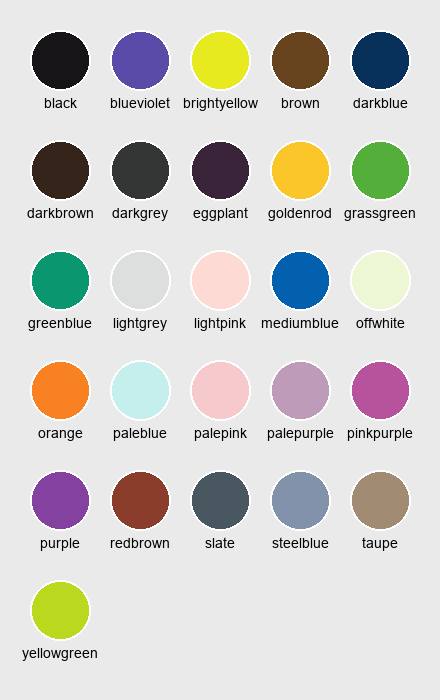 black blueviolet brightyellow brown darkblue
darkbrown darkgrey eggplant goldenrod grassgreen
greenblue lightgrey lightpink mediumblue offwhite
orange paleblue palepink palepurple pinkpurple
purple redbrown slate steelblue taupe
yellowgreen